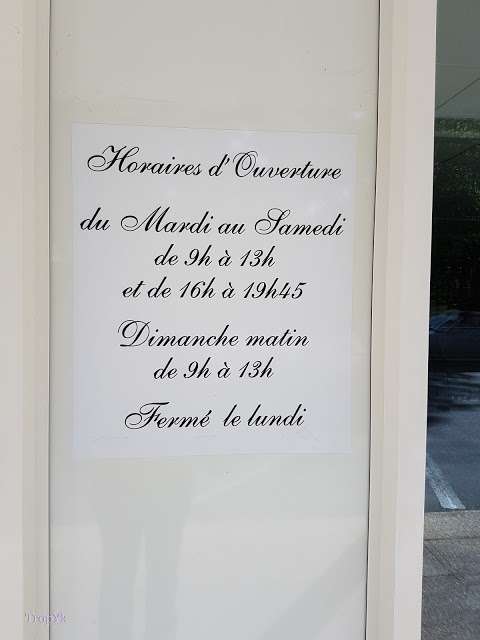 Horaires d'Ouverture
du Mardi au Samedi
de 9h à 13h
et de 16h à 19h45
Dimanche matin
de 9h à 13h
Fermé le lundi